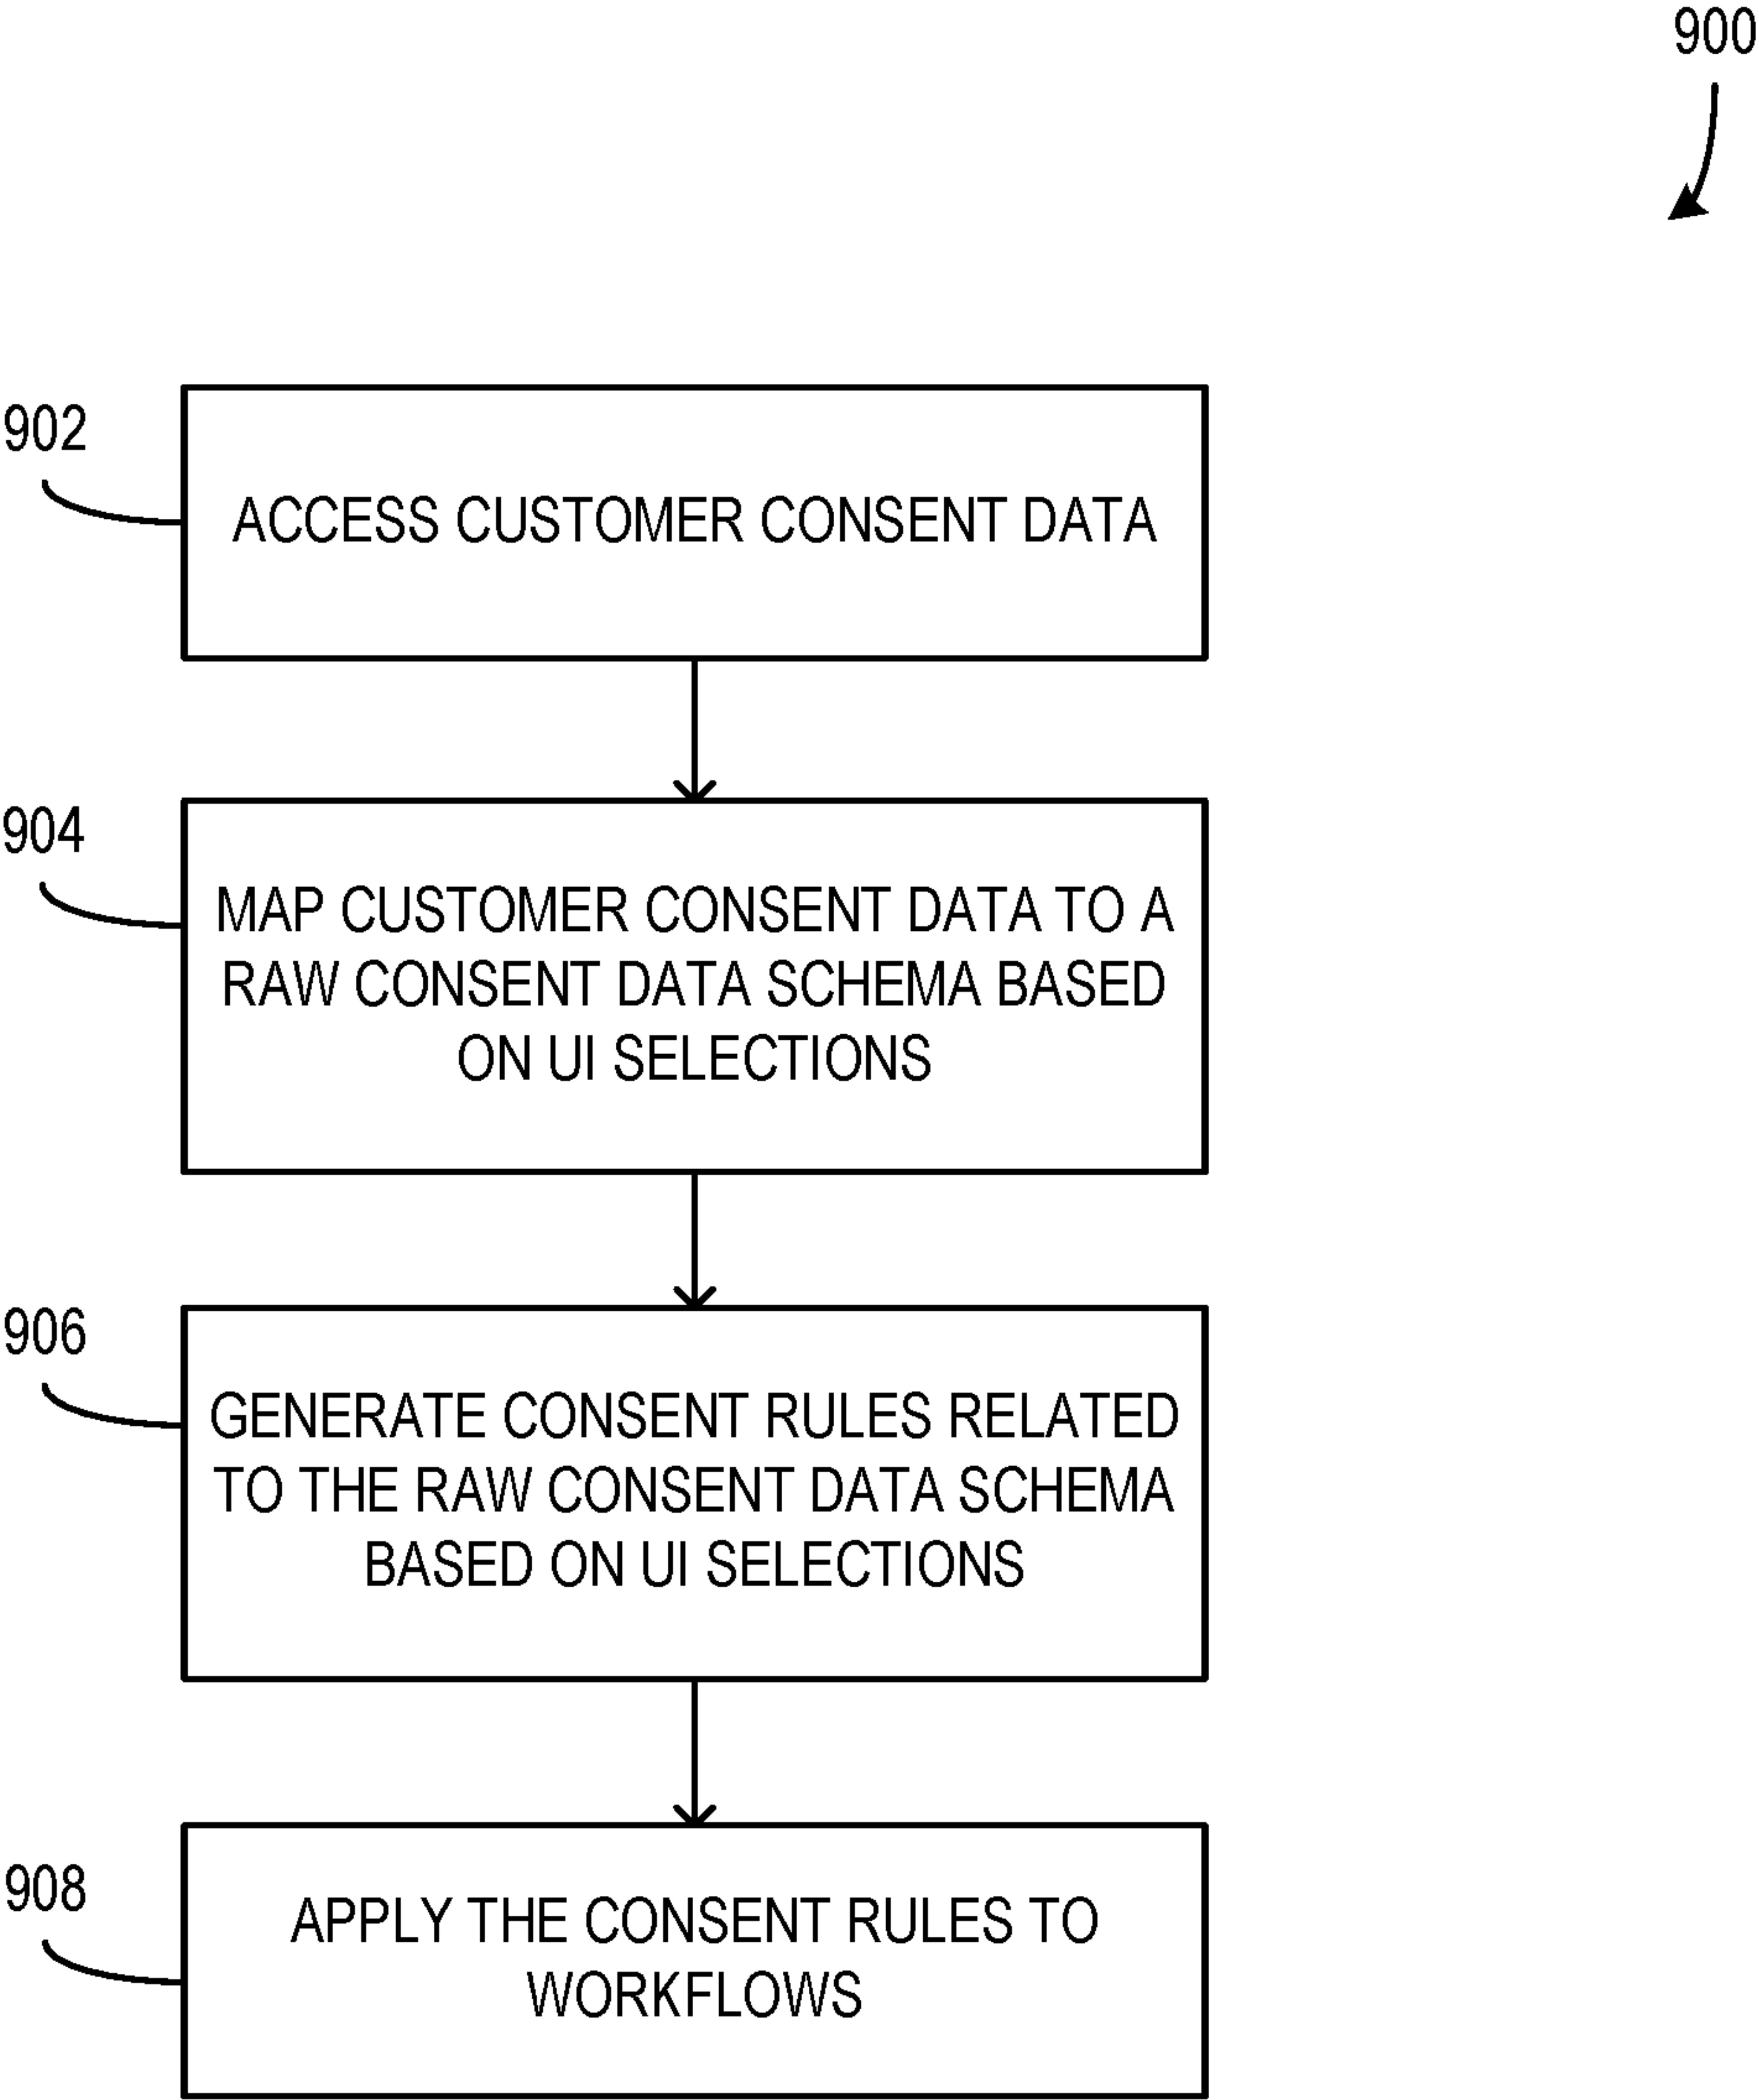 900
902
ACCESS CUSTOMER CONSENT DATA
904
MAP CUSTOMER CONSENT DATA TO A
RAW CONSENT DATA SCHEMA BASED
ON UI SELECTIONS
906
GENERATE CONSENT RULES RELATED
TO THE RAW CONSENT DATA SCHEMA
BASED ON UI SELECTIONS
908
APPLY THE CONSENT RULES TO
WORKFLOWS